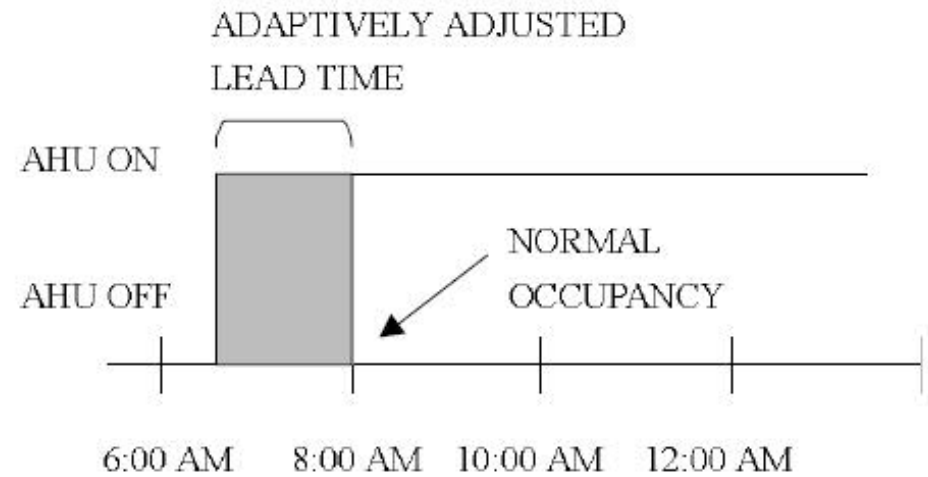 ADAPTIVELY ADJUSTED
LEAD TIME
AHU ON
NORMAL
AHU OFF
OCCUPANCY
6:00 AM 8:00 AM 10:00 AM 12:00 AM